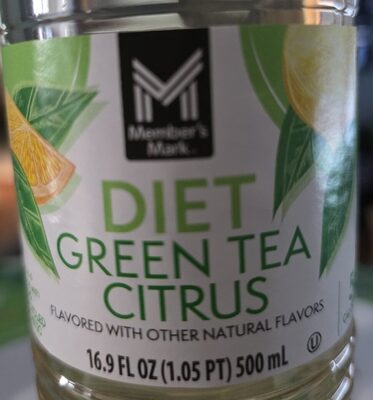 Member's
Mark™
DIET
GREEN TEA
CITRUS
FLAVORED WITH OTHER NATURAL FLAVORS
16.9 FL OZ (1.05 PT) 500 mL